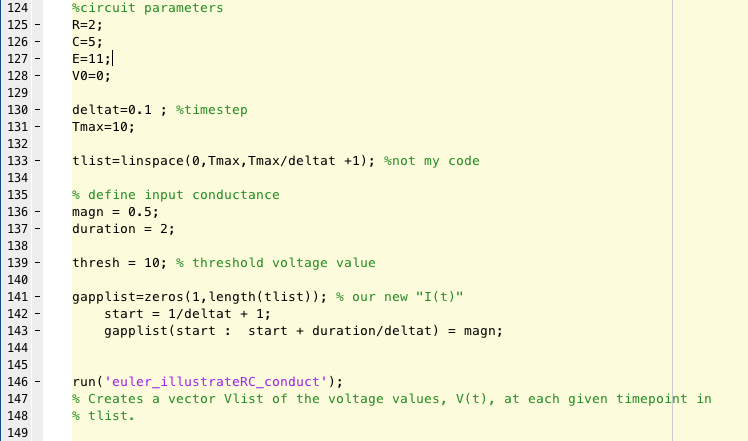 124 %circuit parameters
125 - R=2;
126 - C=5;
127 - E=11;
128 - V0=0;
129
130 - deltat=0.1 ; %timestep
131 - Tmax=10;
132
133 - tlist=linspace(0,Tmax,Tmax/deltat +1); %not my code
134
135 % define input conductance
136 - magn = 0.5;
137 - duration = 2;
138
139 - thresh = 10; % threshold voltage value
140
141 - gapplist=zeros(1,length(tlist)); % our new "I(t)"
142 - start = 1/deltat + 1;
143 - gapplist(start :  start + duration/deltat) = magn;
144
145
146 - run('euler_illustrateRC_conduct');
147 % Creates a vector Vlist of the voltage values, V(t), at each given timepoint in
148 % tlist.
149